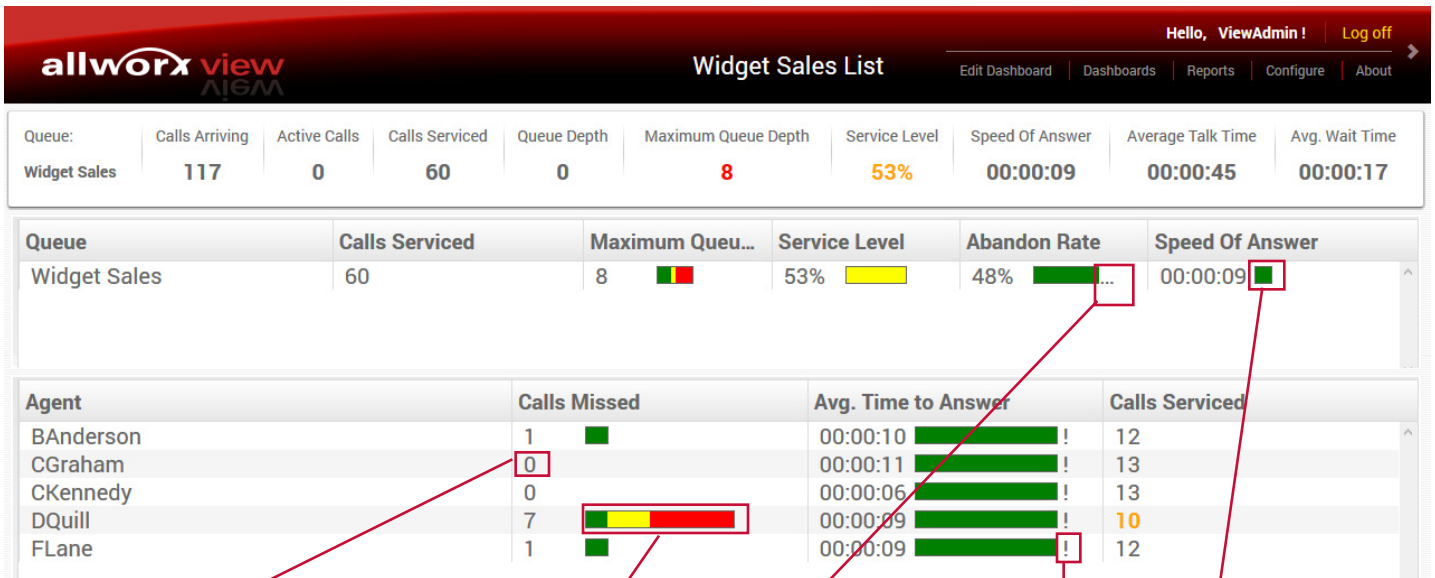 Hello, ViewAdmin ! Log off
allworx view
Widget Sales List
Edit Dashboard Dashboards Reports Configure About
Queue: Calls Arriving Active Calls Calls Serviced Queue Depth Maximum Queue Depth Service Level Speed Of Answer Average Talk Time Avg. Wait Time
Widget Sales 117 0 60 0 8 53% 00:00:09 00:00:45 00:00:17
Queue Calls Serviced Maximum Queu... Service Level Abandon Rate Speed Of Answer
Widget Sales 60 8 53% 48% ... 00:00:09
Agent Calls Missed Avg. Time to Answer Calls Serviced
BAnderson 1 00:00:10 ! 12
CGraham 0 00:00:11 ! 13
CKennedy 0 00:00:06 ! 13
DQuill 7 00:00:09 ! 10
FLane 1 00:00:09 ! 12